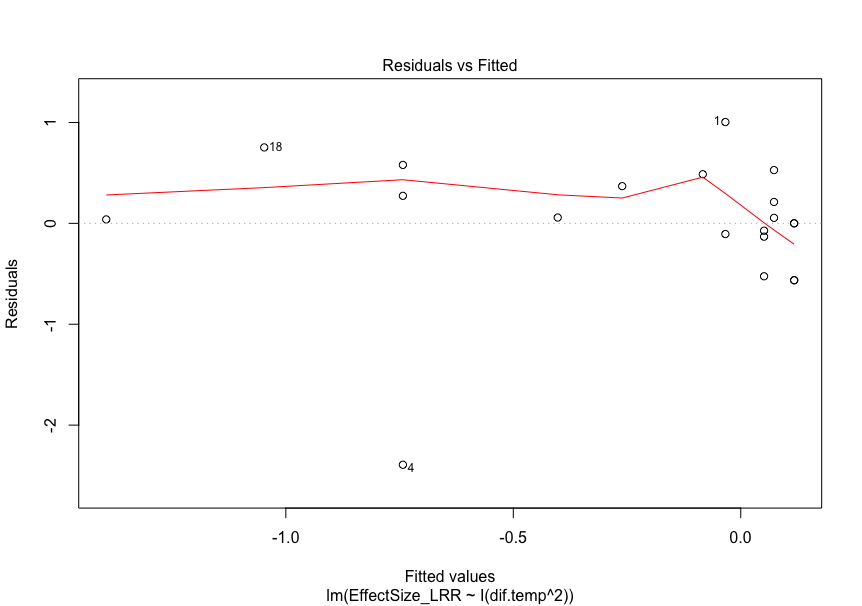 Residuals vs Fitted
1
0
-1
-2
Residuals
18
1
4
-1.0
-0.5
0.0
Fitted values
lm(EffectSize_LRR ~ I(dif.temp^2))